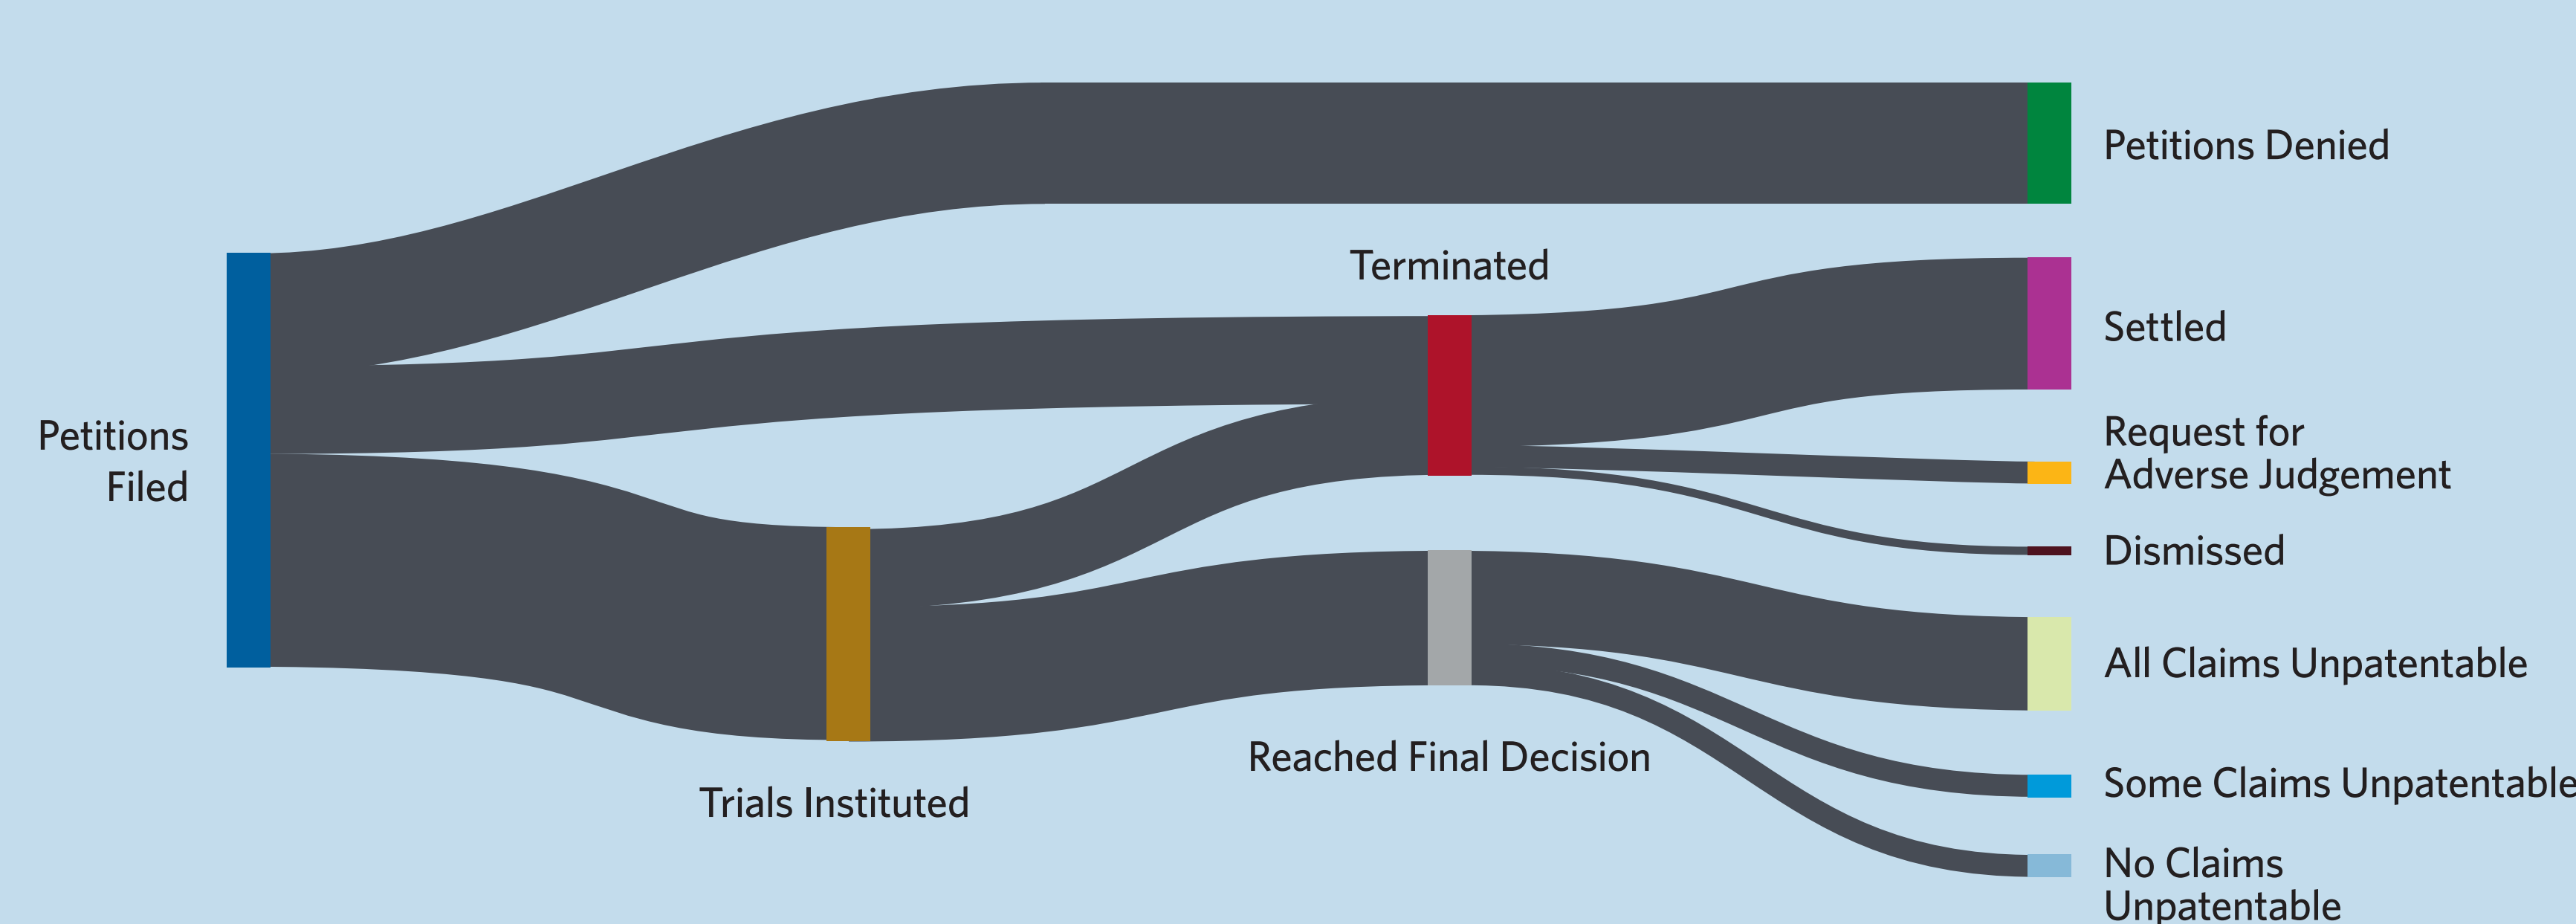 Petitions
Filed
Trials Instituted
Terminated
Reached Final Decision
Petitions Denied
Settled
Request for
Adverse Judgement
Dismissed
All Claims Unpatentable
Some Claims Unpatentable
No Claims
Unpatentable